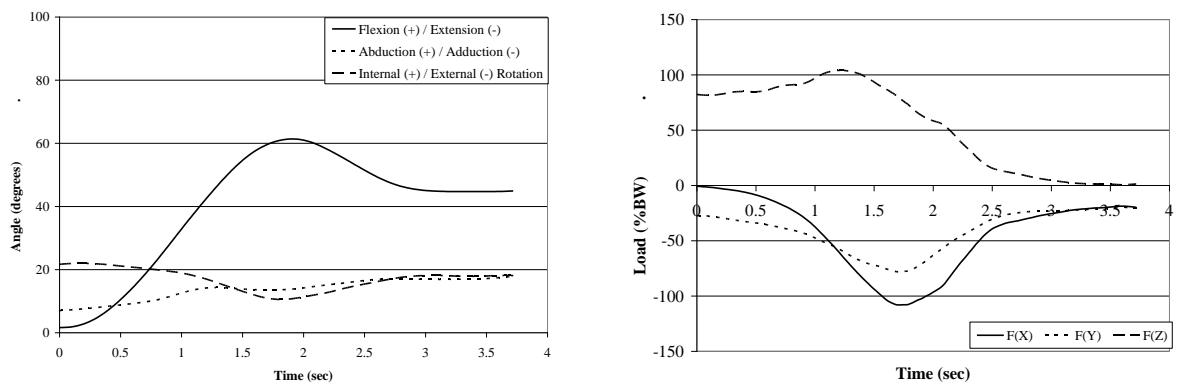 100
80
60
40
20
0
Angle (degrees)
Flexion (+) / Extension (-)
Abduction (+) / Adduction (-)
Internal (+) / External (-) Rotation
0 0.5 1 1.5 2 2.5 3 3.5 4
Time (sec)
150
100
50
0
-50
-100
-150
Load (%BW)
0 0.5 1 1.5 2 2.5 3 3.5 4
F(X) F(Y) F(Z)
Time (sec)